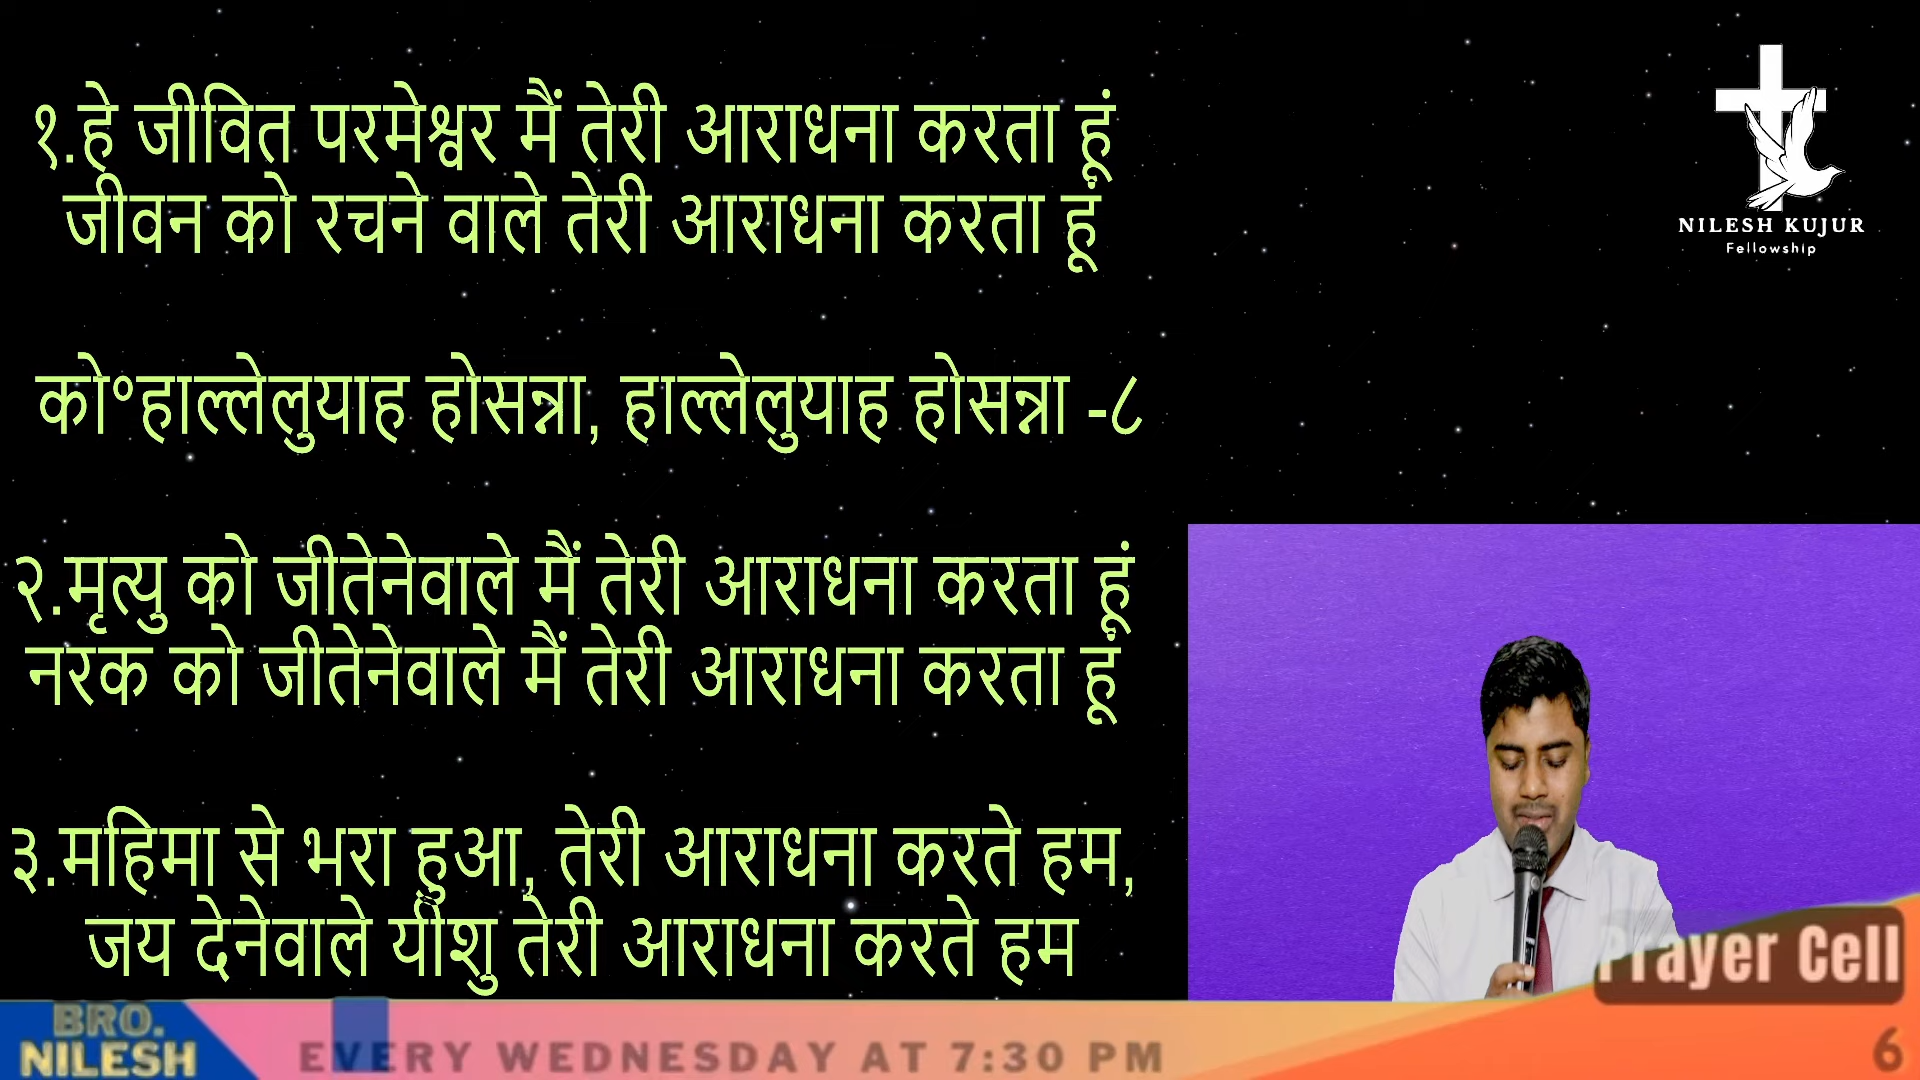 १.हे जीवित परमेश्वर मैं तेरी आराधना करता हूं
जीवन को रचने वाले तेरी आराधना करता हूं
को°हाल्लेलुयाह होसन्ना, हाल्लेलुयाह होसन्ना -८
२.मृत्यु को जीतेनेवाले मैं तेरी आराधना करता हूं
नरक को जीतेनेवाले मैं तेरी आराधना करता हूं
३.महिमा से भरा हुआ, तेरी आराधना करते हम,
जय देनेवाले यीशु तेरी आराधना करते हम
NILESH KUJUR
Fellowship
Prayer Cell
BRO.
NILESH
EVERY WEDNESDAY AT 7:30 PM
6